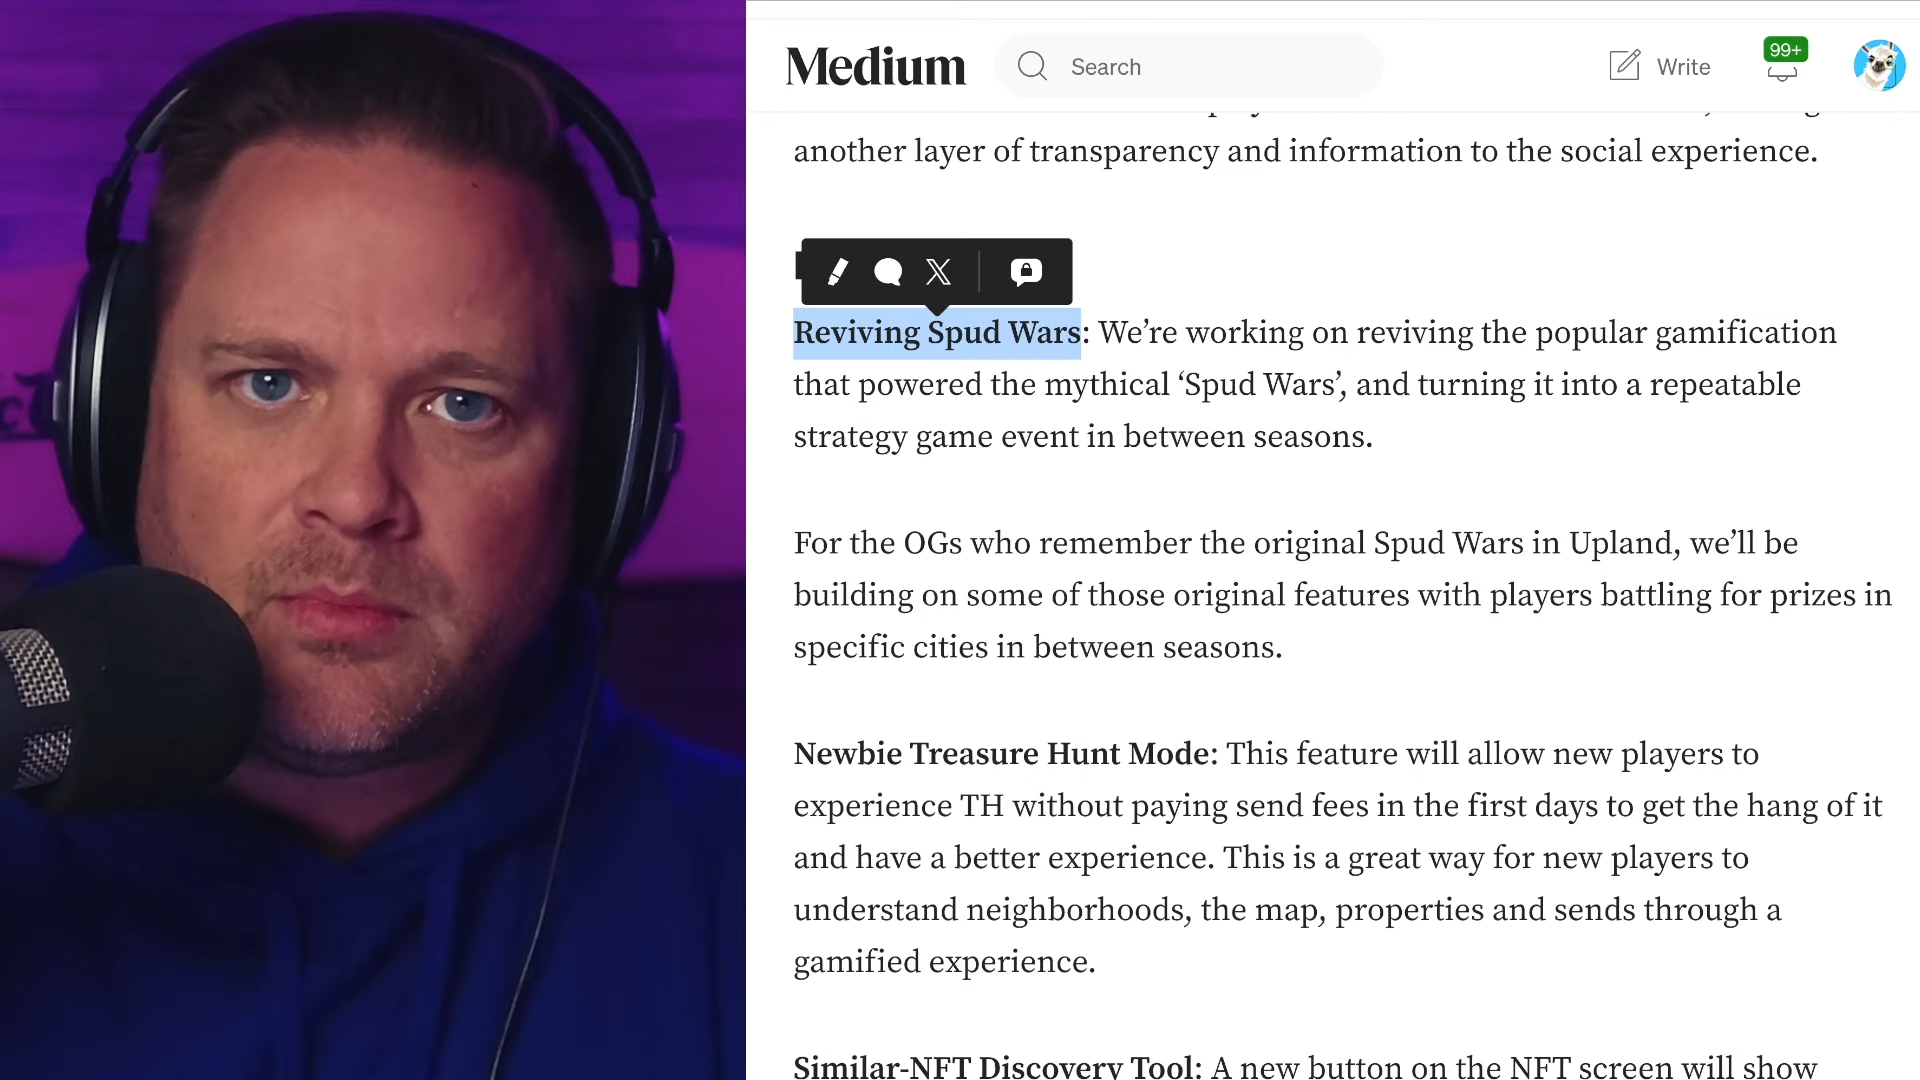 Medium
Search
Write
99+
another layer of transparency and information to the social experience.
Reviving Spud Wars: We’re working on reviving the popular gamification
that powered the mythical ‘Spud Wars’, and turning it into a repeatable
strategy game event in between seasons.
For the OGs who remember the original Spud Wars in Upland, we’ll be
building on some of those original features with players battling for prizes in
specific cities in between seasons.
Newbie Treasure Hunt Mode: This feature will allow new players to
experience TH without paying send fees in the first days to get the hang of it
and have a better experience. This is a great way for new players to
understand neighborhoods, the map, properties and sends through a
gamified experience.
Similar-NFT Discovery Tool: A new button on the NFT screen will show